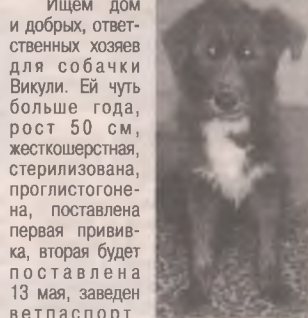 Ищем дом
и добрых, ответ-
ственных хозяев
для собачки
Викули. Ей чуть
больше года,
рост 50 см,
жесткошерстная,
стерилизована,
проглистогоне-
на, поставлена
первая привив-
ка, вторая будет
поставлена
13 мая, заведен
ветпаспорт